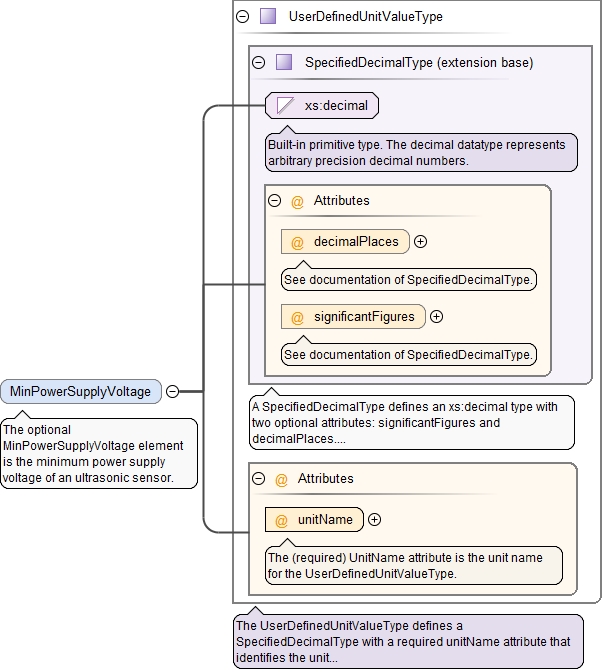 UserDefinedUnitValueType
SpecifiedDecimalType (extension base)
xs:decimal
Built-in primitive type. The decimal datatype represents
arbitrary precision decimal numbers.
@ Attributes
@ decimalPlaces
See documentation of SpecifiedDecimalType.
@ significantFigures
See documentation of SpecifiedDecimalType.
MinPowerSupplyVoltage
The optional
MinPowerSupplyVoltage element
is the minimum power supply
voltage of an ultrasonic sensor.
A SpecifiedDecimalType defines an xs:decimal type with
two optional attributes: significantFigures and
decimalPlaces....
@ Attributes
@ unitName
The (required) UnitName attribute is the unit name
for the UserDefinedUnitValueType.
The UserDefinedUnitValueType defines a
SpecifiedDecimalType with a required unitName attribute that
identifies the unit...